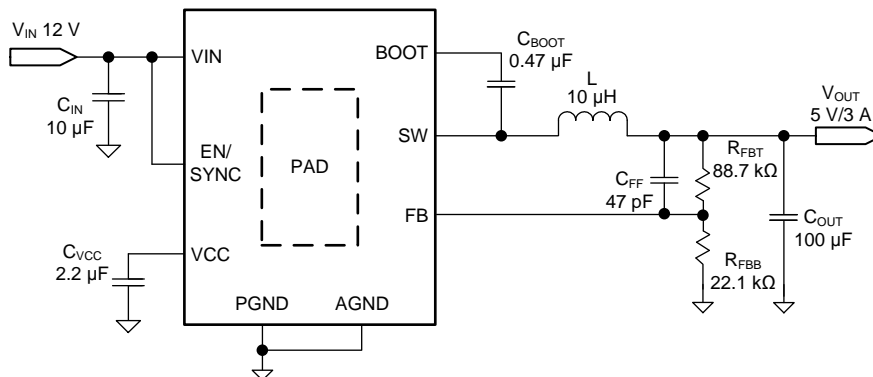 V_IN 12 V
C_IN
10 µF
VIN
EN/
SYNC
C_VCC
2.2 µF
VCC
PAD
PGND
AGND
BOOT
SW
FB
C_BOOT
0.47 µF
L
10 µH
C_FF
47 pF
R_FBT
88.7 kΩ
R_FBB
22.1 kΩ
C_OUT
100 µF
V_OUT
5 V/3 A